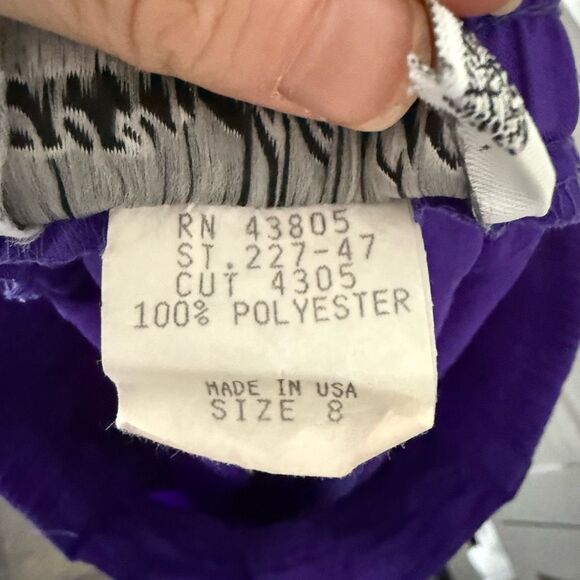 RN 43805
ST.227-47
CUT 4305
100% POLYESTER
MADE IN USA
SIZE 8